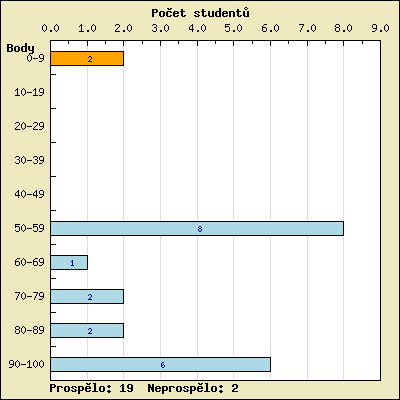 Počet studentů
0.0 1.0 2.0 3.0 4.0 5.0 6.0 7.0 8.0 9.0
Body
0-9 2
10-19
20-29
30-39
40-49
50-59 8
60-69 1
70-79 2
80-89 2
90-100 6
Prospělo: 19 Neprospělo: 2